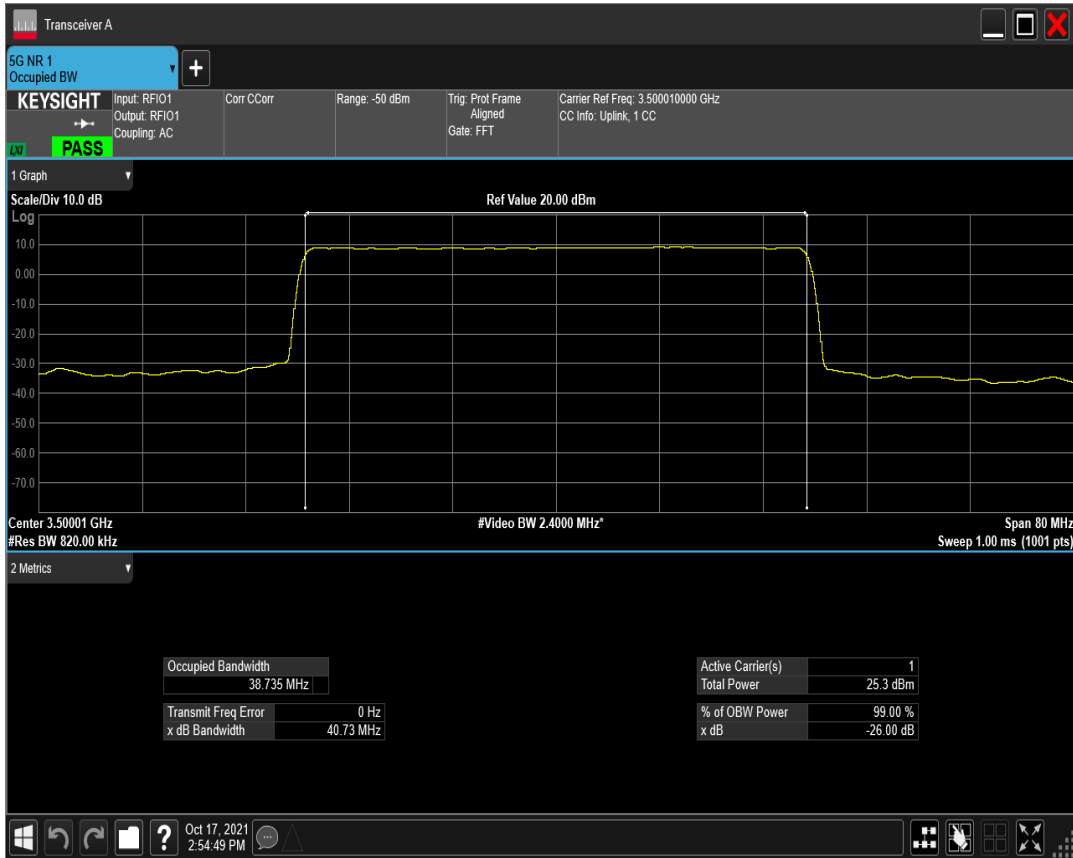 Transceiver A
5G NR 1
Occupied BW
+
KEYSIGHT
LXI
PASS
Input: RFIO1
Output: RFIO1
Coupling: AC
Corr CCorr
Range: -50 dBm
Trig: Prot Frame
Aligned
Gate: FFT
Carrier Ref Freq: 3.500010000 GHz
CC Info: Uplink, 1 CC
1 Graph
Scale/Div 10.0 dB
Ref Value 20.00 dBm
Log
10.0
0.00
-10.0
-20.0
-30.0
-40.0
-50.0
-60.0
-70.0
Center 3.50001 GHz
#Video BW 2.4000 MHz*
Span 80 MHz
#Res BW 820.00 kHz
Sweep 1.00 ms (1001 pts)
2 Metrics
Occupied Bandwidth
38.735 MHz
Transmit Freq Error 0 Hz
x dB Bandwidth 40.73 MHz
Active Carrier(s) 1
Total Power 25.3 dBm
% of OBW Power 99.00 %
x dB -26.00 dB
?
Oct 17, 2021
2:54:49 PM